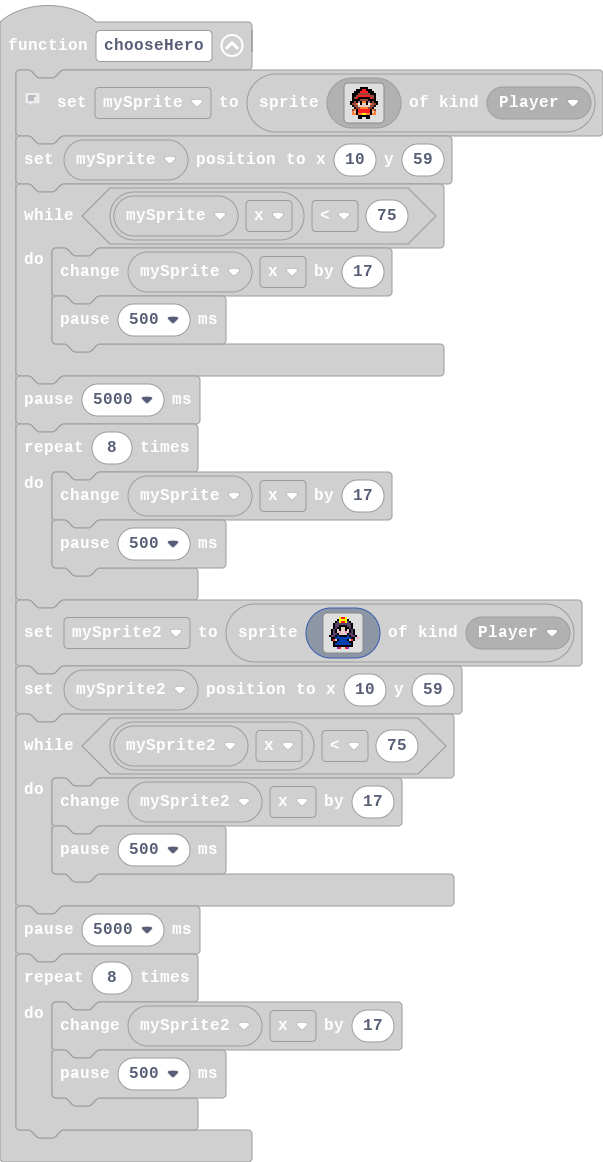 function chooseHero
set mySprite to sprite of kind Player
set mySprite position to x 10 y 59
while mySprite x < 75
do
change mySprite x by 17
pause 500 ms
pause 5000 ms
repeat 8 times
do
change mySprite x by 17
pause 500 ms
set mySprite2 to sprite of kind Player
set mySprite2 position to x 10 y 59
while mySprite2 x < 75
do
change mySprite2 x by 17
pause 500 ms
pause 5000 ms
repeat 8 times
do
change mySprite2 x by 17
pause 500 ms